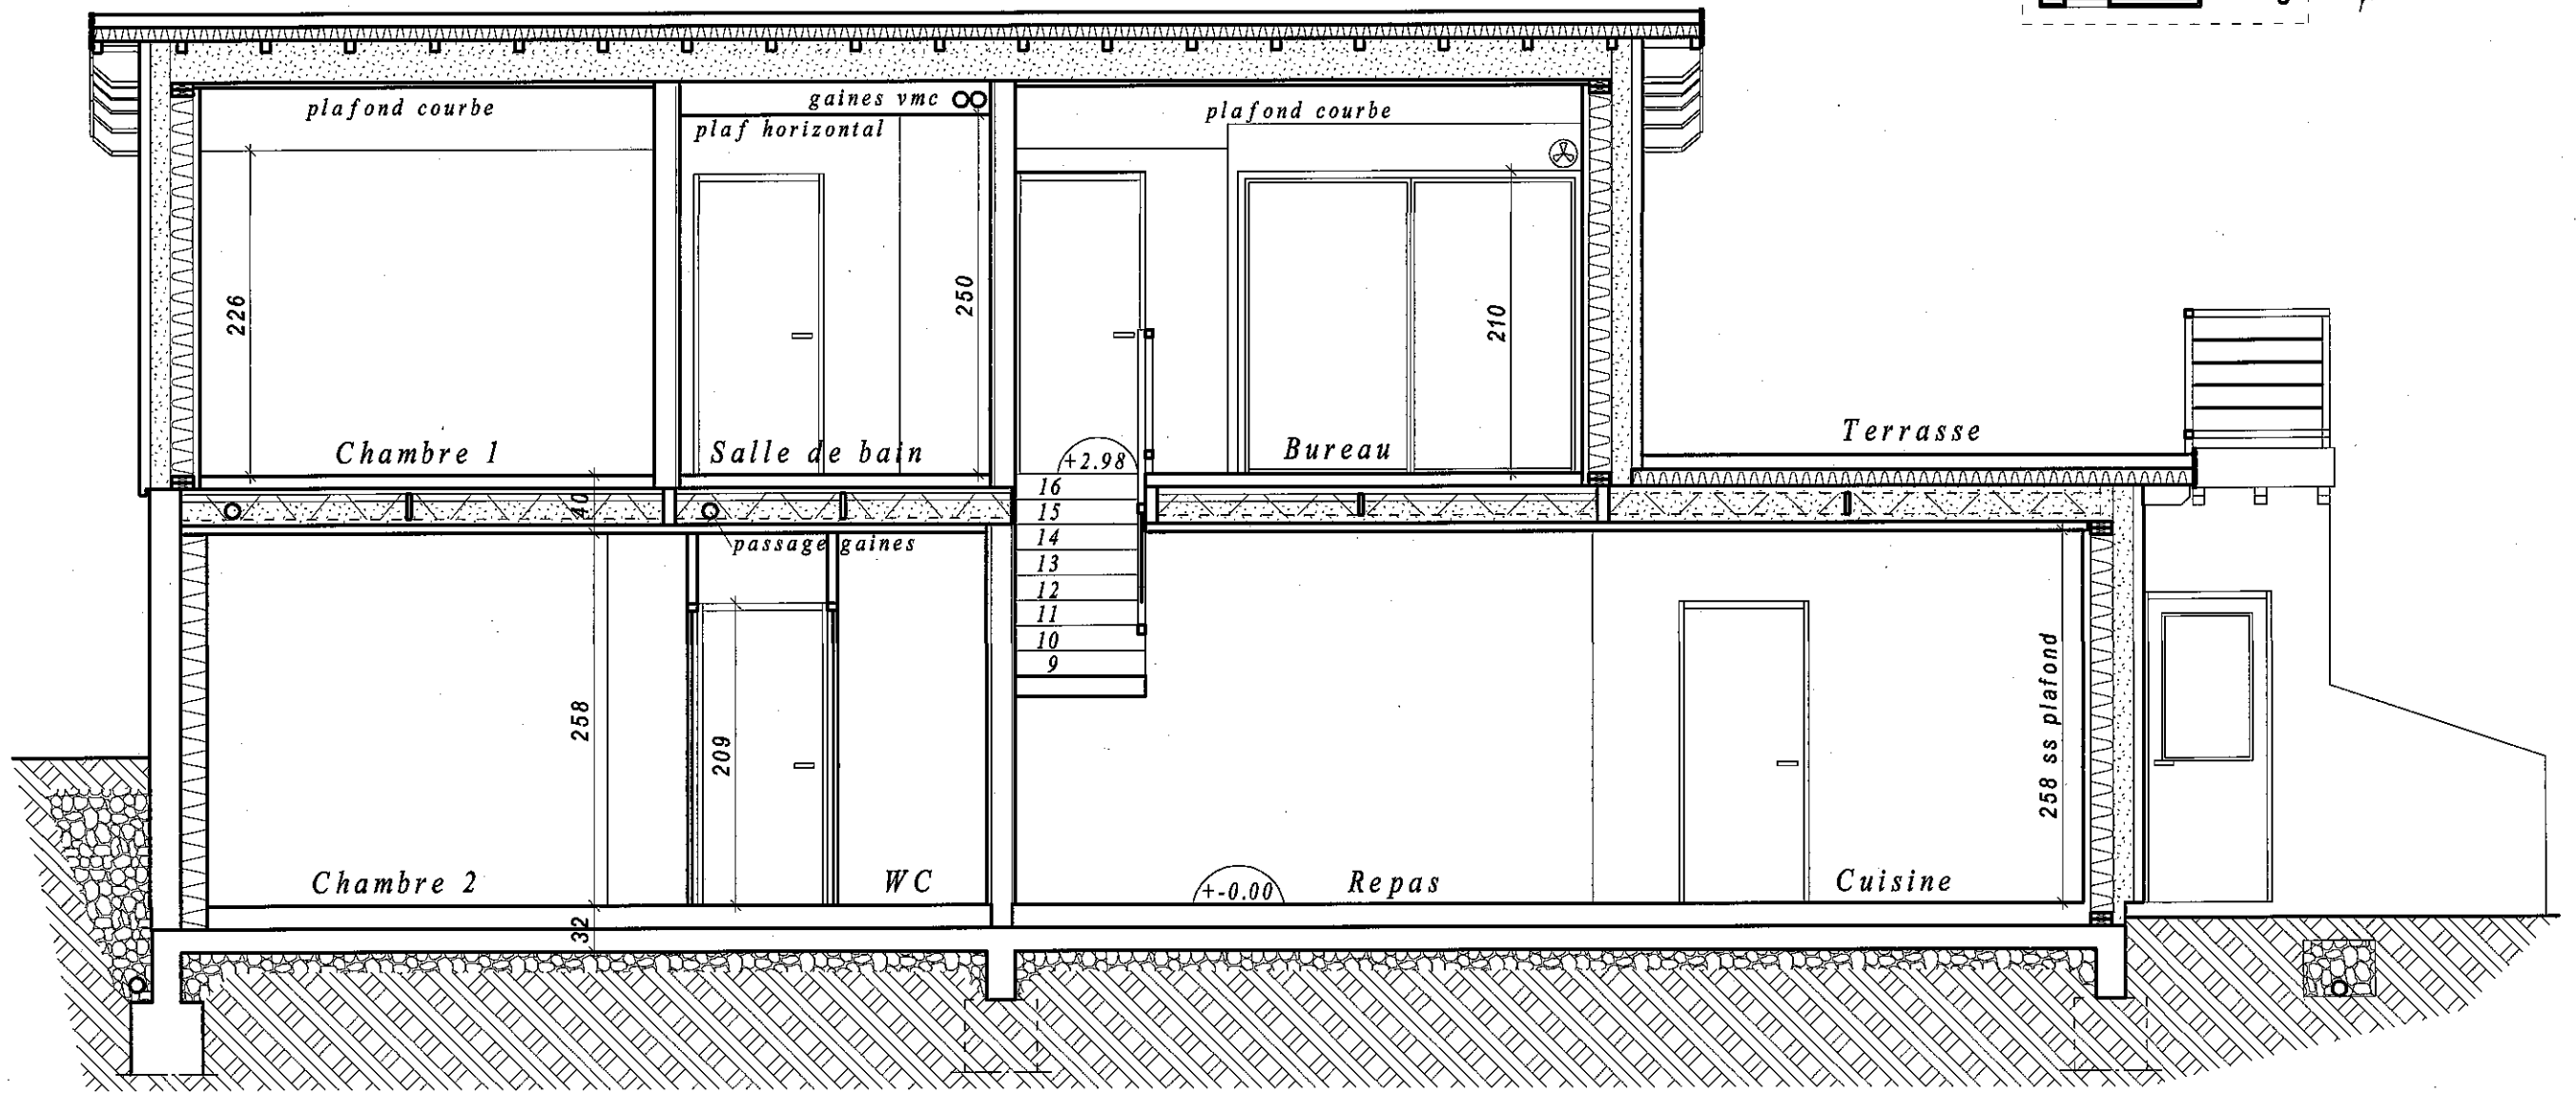 gaines vmc
plafond courbe
plafond courbe
plaf horizontal
226
250
210
Chambre 1
Salle de bain
+2.98
Bureau
Terrasse
40
16
15
14
13
12
11
10
9
passage gaines
258
209
258 ss plafond
Chambre 2
WC
+-0.00
Repas
Cuisine
32